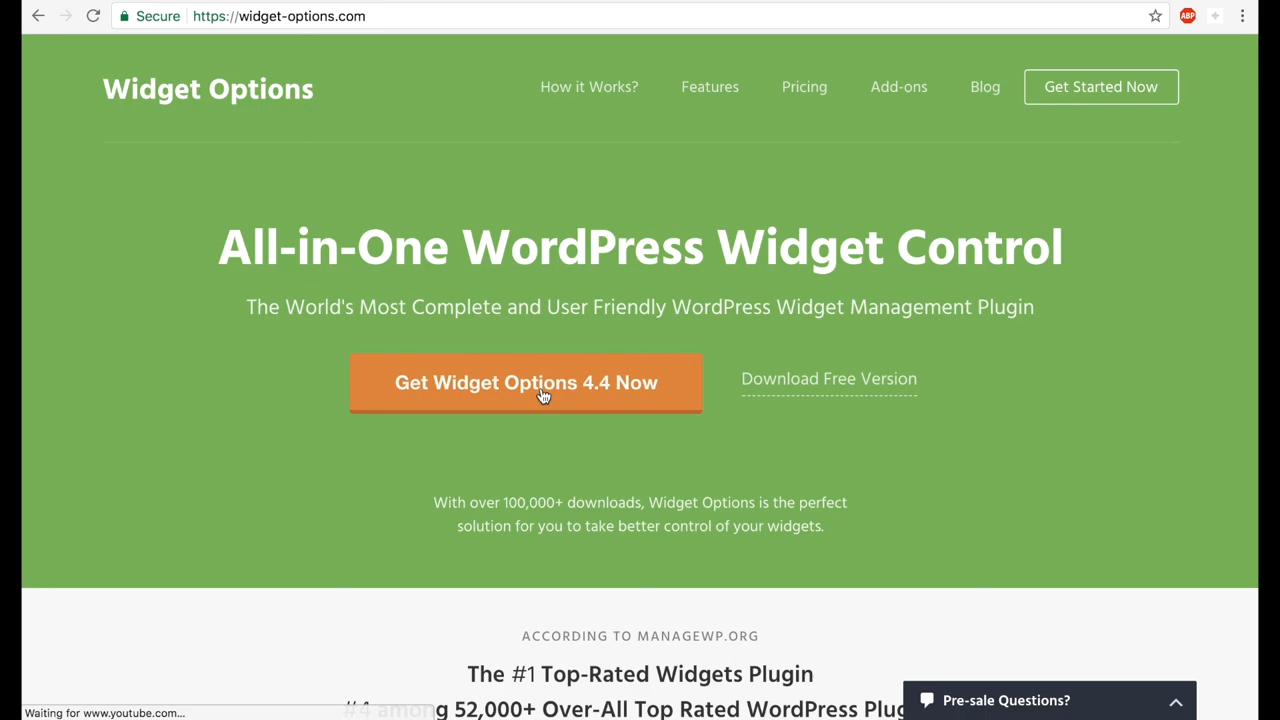 Secure https://widget-options.com
ABP
Widget Options
How it Works? Features Pricing Add-ons Blog Get Started Now
All-in-One WordPress Widget Control
The World's Most Complete and User Friendly WordPress Widget Management Plugin
Get Widget Options 4.4 Now
Download Free Version
With over 100,000+ downloads, Widget Options is the perfect
solution for you to take better control of your widgets.
ACCORDING TO MANAGEWP.ORG
The #1 Top-Rated Widgets Plugin
#4 among 52,000+ Over-All Top Rated WordPress Plug
Pre-sale Questions?
Waiting for www.youtube.com...